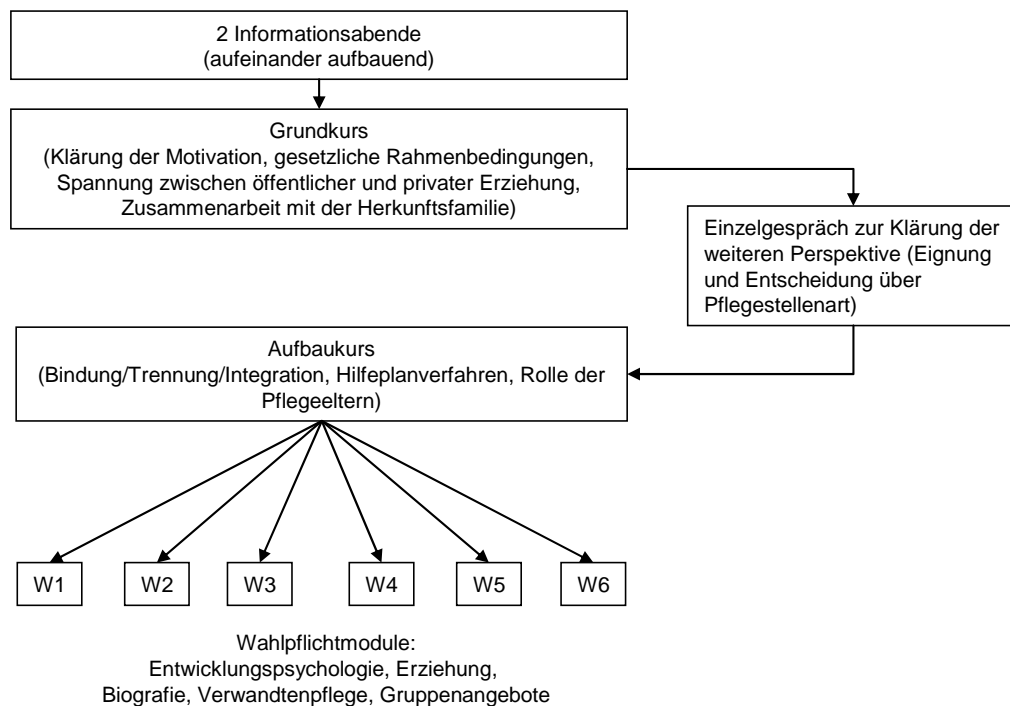 2 Informationsabende
(aufeinander aufbauend)
Grundkurs
(Klärung der Motivation, gesetzliche Rahmenbedingungen,
Spannung zwischen öffentlicher und privater Erziehung,
Zusammenarbeit mit der Herkunftsfamilie)
Einzelgespräch zur Klärung der
weiteren Perspektive (Eignung
und Entscheidung über
Pflegestellenart)
Aufbaukurs
(Bindung/Trennung/Integration, Hilfeplanverfahren, Rolle der
Pflegeeltern)
W1 W2 W3 W4 W5 W6
Wahlpflichtmodule:
Entwicklungspsychologie, Erziehung,
Biografie, Verwandtenpflege, Gruppenangebote